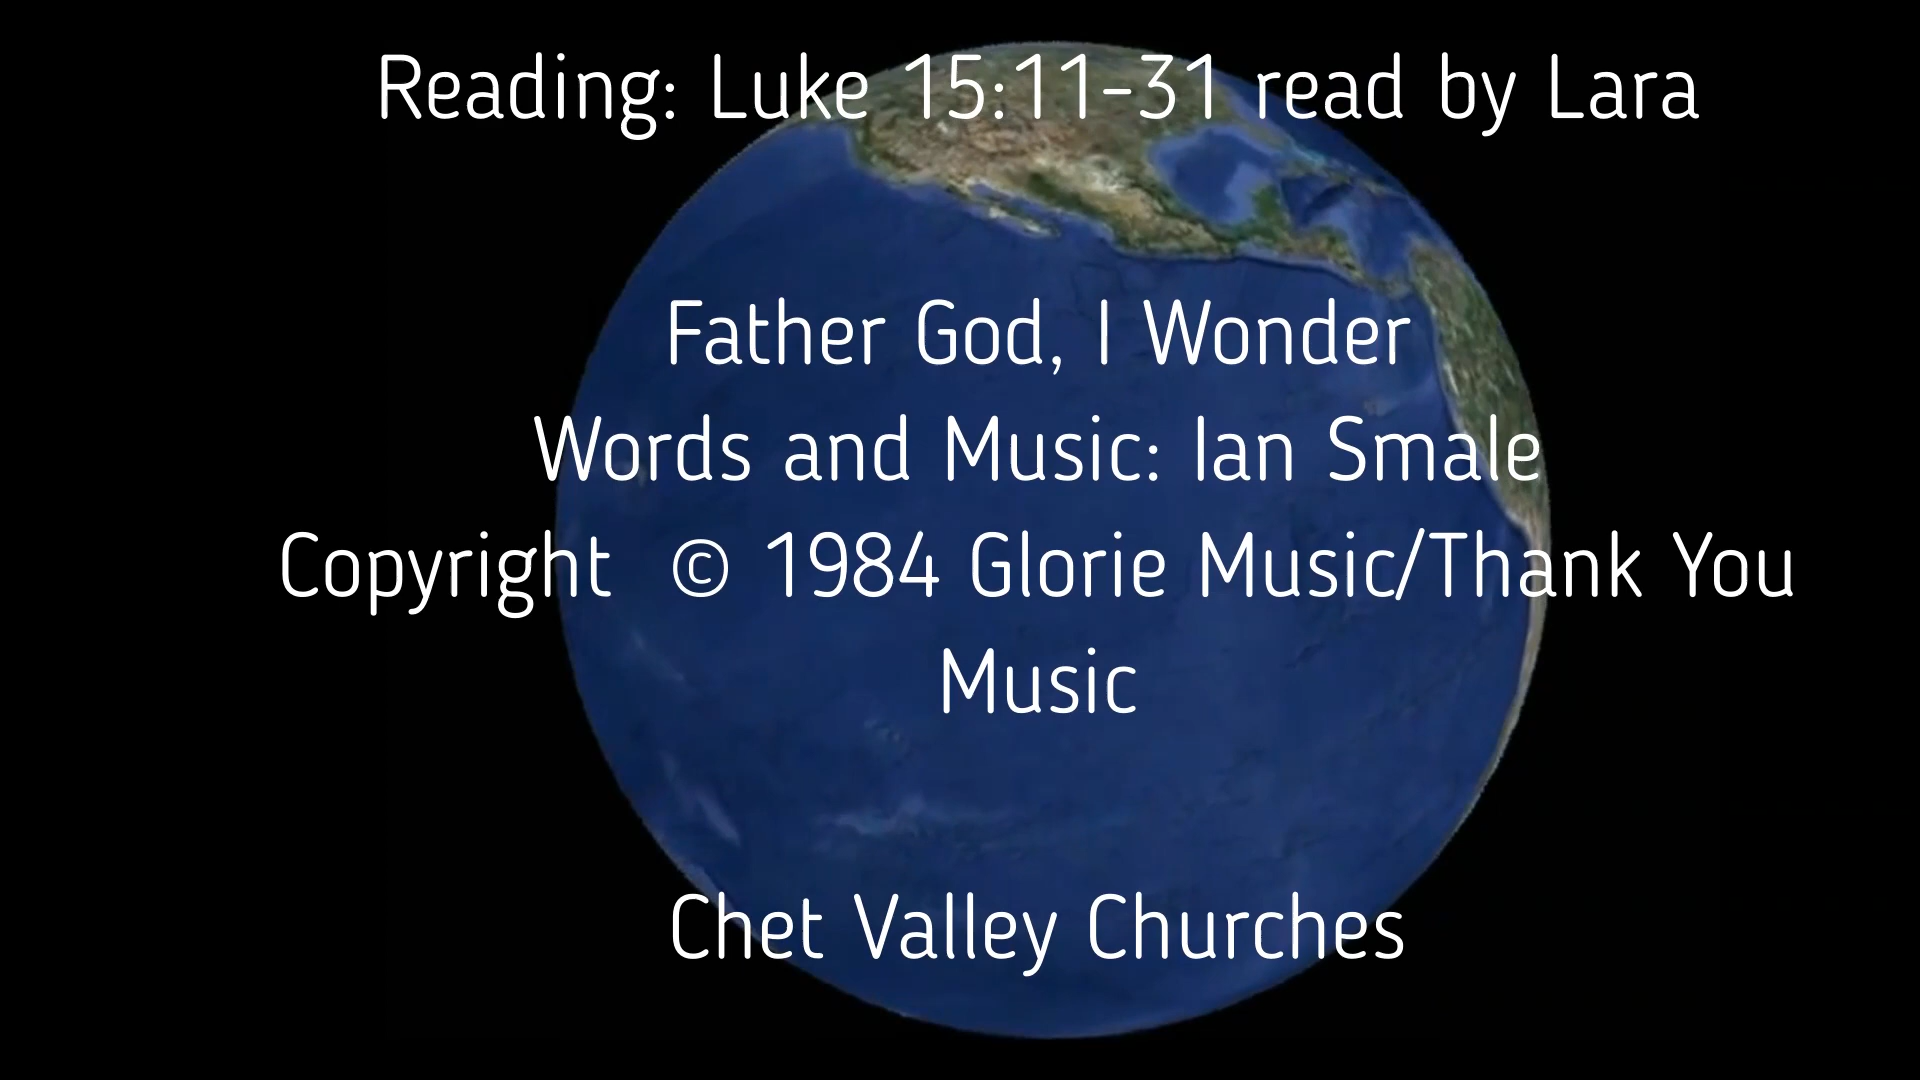 Reading: Luke 15:11-31 read by Lara
Father God, I Wonder
Words and Music: Ian Smale
Copyright © 1984 Glorie Music/Thank You
Music
Chet Valley Churches